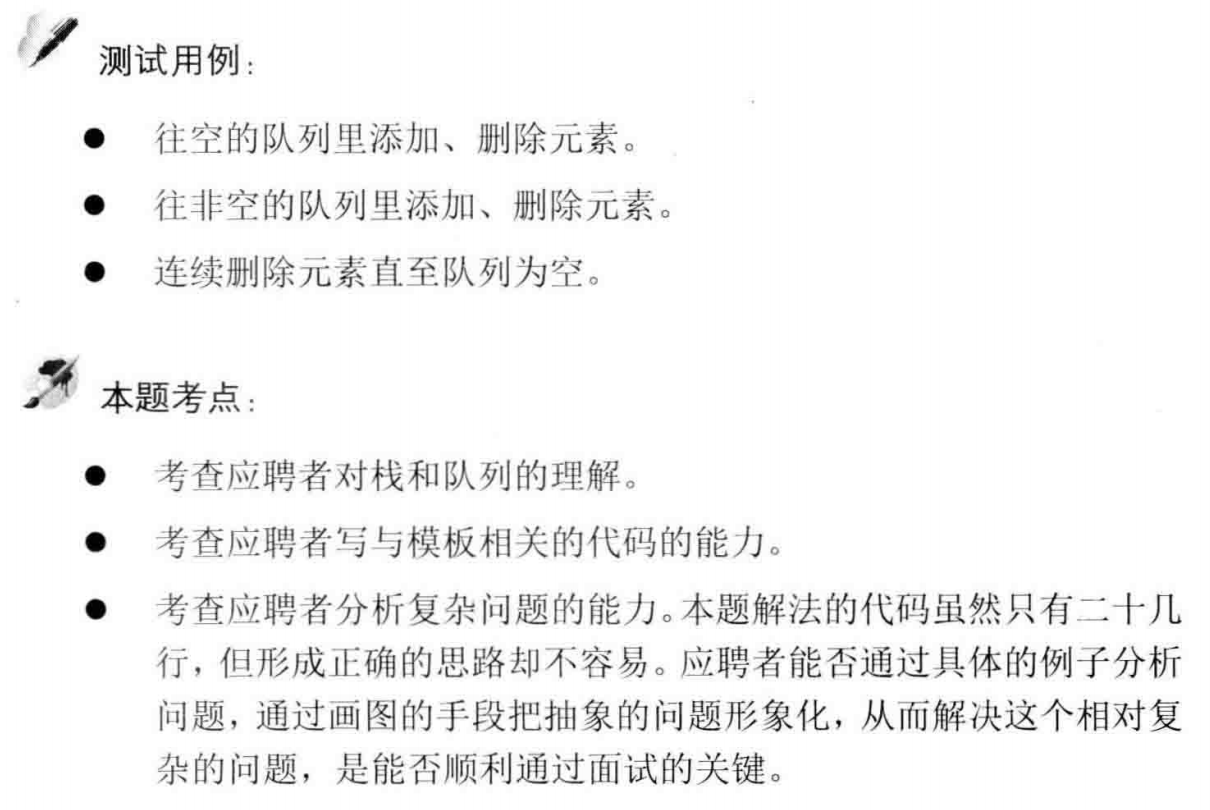 测试用例：
● 往空的队列里添加、删除元素。
● 往非空的队列里添加、删除元素。
● 连续删除元素直至队列为空。
本题考点：
● 考查应聘者对栈和队列的理解。
● 考查应聘者写与模板相关的代码的能力。
● 考查应聘者分析复杂问题的能力。本题解法的代码虽然只有二十几
行，但形成正确的思路却不容易。应聘者能否通过具体的例子分析
问题，通过画图的手段把抽象的问题形象化，从而解决这个相对复
杂的问题，是能否顺利通过面试的关键。